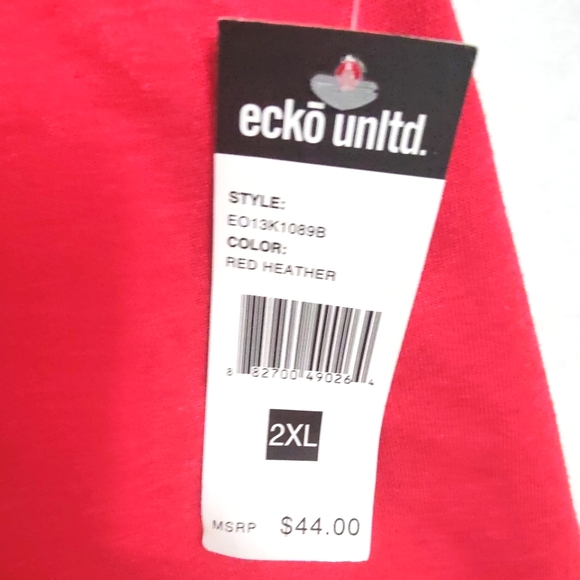 eckō unltd.
STYLE:
EO13K1089B
COLOR:
RED HEATHER
8 82700 49026 4
2XL
MSRP $44.00